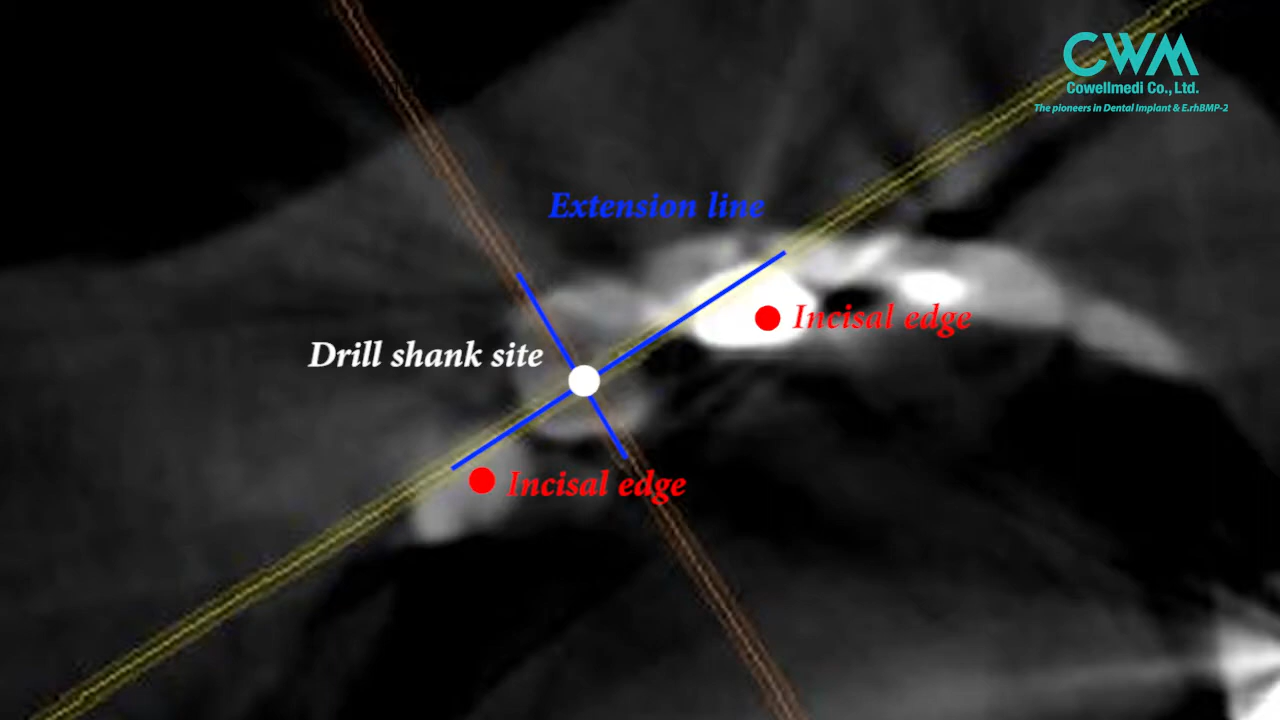 CWM
Cowellmedi Co., Ltd.
The pioneers in Dental Implant & E.rhBMP-2
Extension line
Incisal edge
Drill shank site
Incisal edge